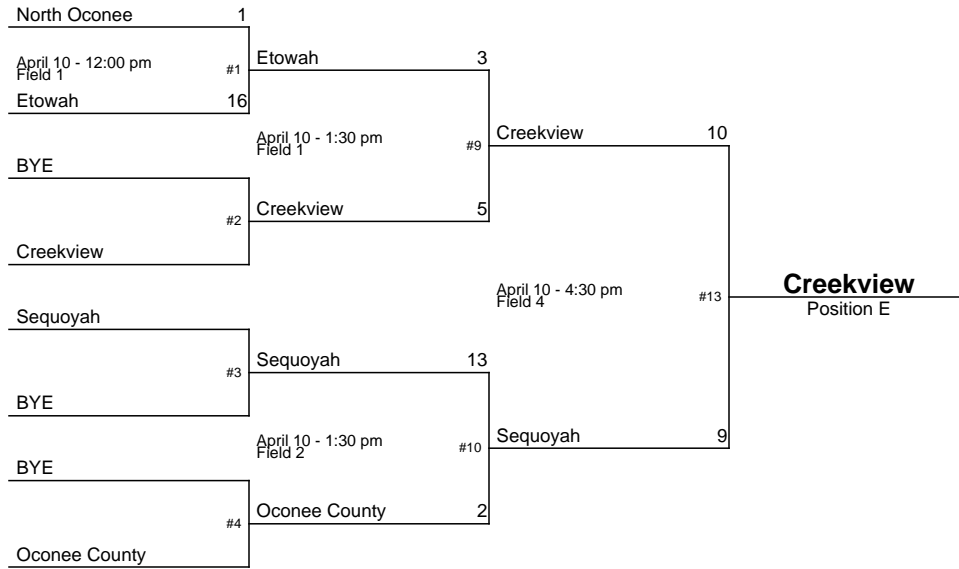 North Oconee 1
April 10 - 12:00 pm
Field 1
#1
Etowah 16
Etowah 3
April 10 - 1:30 pm
Field 1
#9
BYE
#2
Creekview 5
Creekview
Creekview 10
April 10 - 4:30 pm
Field 4
#13
Creekview
Position E
Sequoyah
#3
Sequoyah 13
BYE
April 10 - 1:30 pm
Field 2
#10
Sequoyah 9
BYE
#4
Oconee County 2
Oconee County